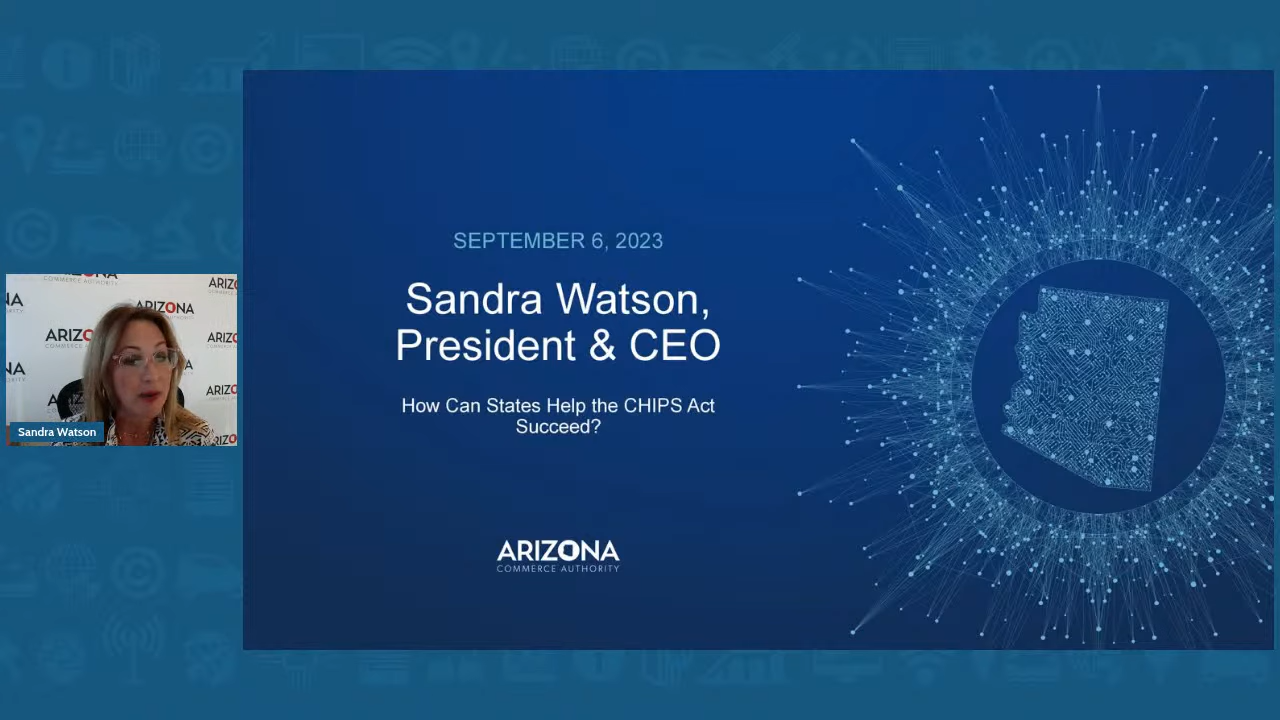 SEPTEMBER 6, 2023
Sandra Watson,
President & CEO
How Can States Help the CHIPS Act
Succeed?
ARIZONA
COMMERCE AUTHORITY
ARIZONA
Sandra Watson